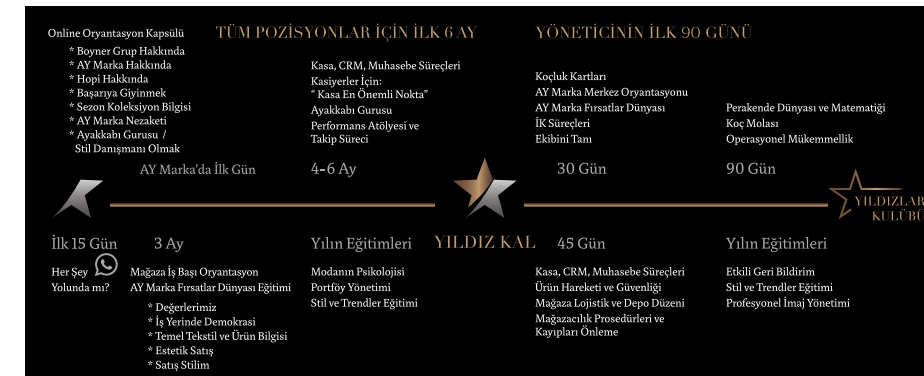 TÜM POZİSYONLAR İÇİN İLK 6 AY
Online Oryantasyon Kapsülü
* Boyner Grup Hakkında
* AY Marka Hakkında
* Hopi Hakkında
* Başarıya Giyinmek
* Sezon Koleksiyon Bilgisi
* AY Marka Nezaketi
* Ayakkabı Gurusu /
Stil Danışmanı Olmak
AY Marka'da İlk Gün
Kasa, CRM, Muhasebe Süreçleri
Kasiyerler İçin:
“ Kasa En Önemli Nokta”
Ayakkabı Gurusu
Performans Atölyesi ve
Takip Süreci
4-6 Ay
YÖNETİCİNİN İLK 90 GÜNÜ
Koçluk Kartları
AY Marka Merkez Oryantasyonu
AY Marka Fırsatlar Dünyası
İK Süreçleri
Ekibini Tanı
30 Gün
Perakende Dünyası ve Matematiği
Koç Molası
Operasyonel Mükemmellik
90 Gün
YILDIZLAR
KULÜBÜ
İlk 15 Gün
Her Şey
Yolunda mı?
3 Ay
Mağaza İş Başı Oryantasyon
AY Marka Fırsatlar Dünyası Eğitimi
* Değerlerimiz
* İş Yerinde Demokrasi
* Temel Tekstil ve Ürün Bilgisi
* Estetik Satış
* Satış Stilim
Yılın Eğitimleri
Modanın Psikolojisi
Portföy Yönetimi
Stil ve Trendler Eğitimi
YILDIZ KAL
45 Gün
Kasa, CRM, Muhasebe Süreçleri
Ürün Hareketi ve Güvenliği
Mağaza Lojistik ve Depo Düzeni
Mağazacılık Prosedürleri ve
Kayıpları Önleme
Yılın Eğitimleri
Etkili Geri Bildirim
Stil ve Trendler Eğitimi
Profesyonel İmaj Yönetimi